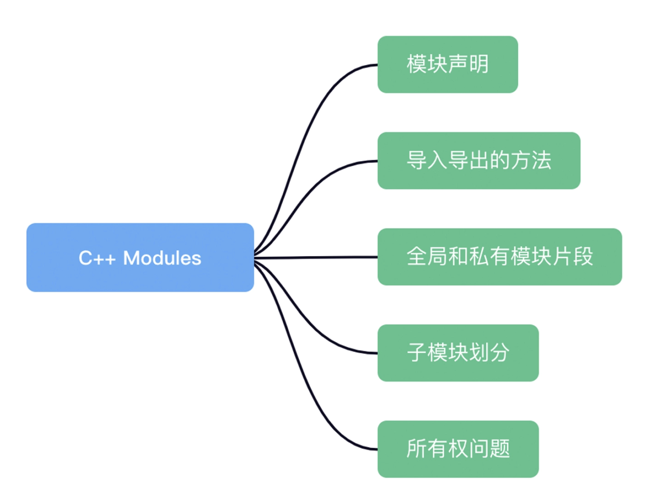 模块声明
导入导出的方法
C++ Modules
全局和私有模块片段
子模块划分
所有权问题